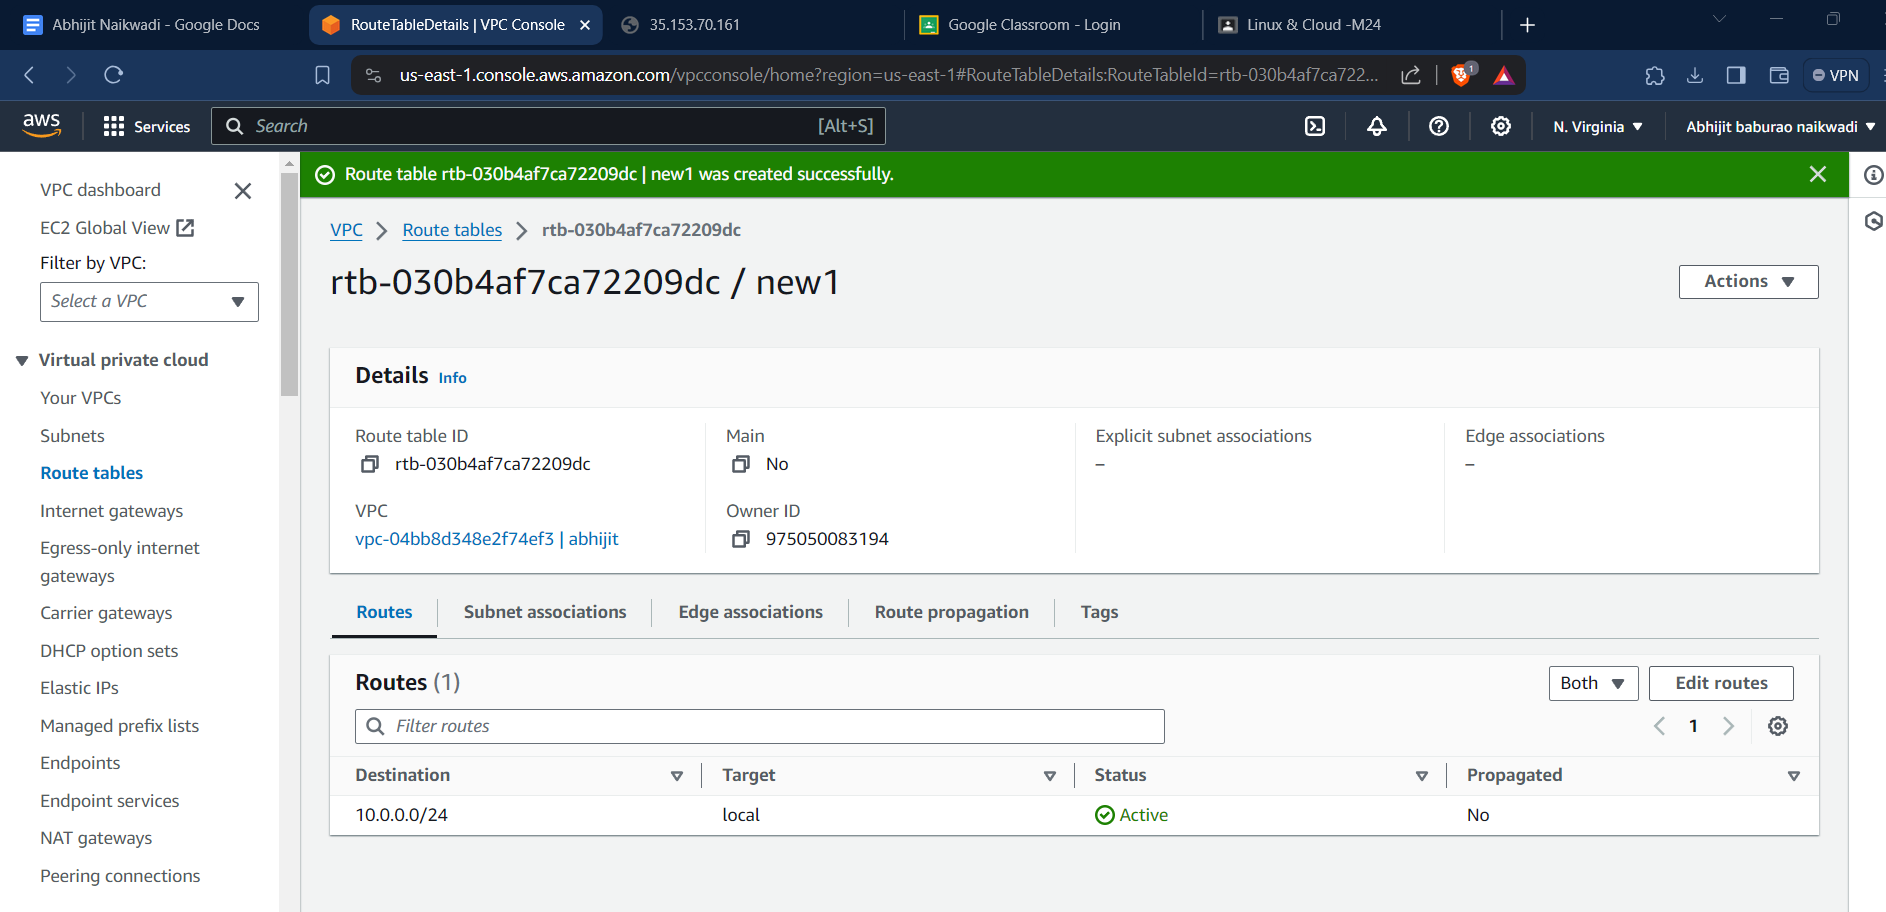 Abhijit Naikwadi - Google Docs
RouteTableDetails | VPC Console
35.153.70.161
Google Classroom - Login
Linux & Cloud -M24
us-east-1.console.aws.amazon.com/vpcconsole/home?region=us-east-1#RouteTableDetails:RouteTableId=rtb-030b4af7ca722...
1
VPN
aws
Services
Search
[Alt+S]
N. Virginia
Abhijit baburao naikwadi
VPC dashboard
EC2 Global View
Filter by VPC:
Select a VPC
Virtual private cloud
Your VPCs
Subnets
Route tables
Internet gateways
Egress-only internet
gateways
Carrier gateways
DHCP option sets
Elastic IPs
Managed prefix lists
Endpoints
Endpoint services
NAT gateways
Peering connections
Route table rtb-030b4af7ca72209dc | new1 was created successfully.
VPC
Route tables
rtb-030b4af7ca72209dc
rtb-030b4af7ca72209dc / new1
Actions
Details Info
Route table ID
rtb-030b4af7ca72209dc
Main
No
Explicit subnet associations
–
Edge associations
–
VPC
vpc-04bb8d348e2f74ef3 | abhijit
Owner ID
975050083194
Routes
Subnet associations
Edge associations
Route propagation
Tags
Routes (1)
Both
Edit routes
Filter routes
1
Destination
Target
Status
Propagated
10.0.0.0/24
local
Active
No